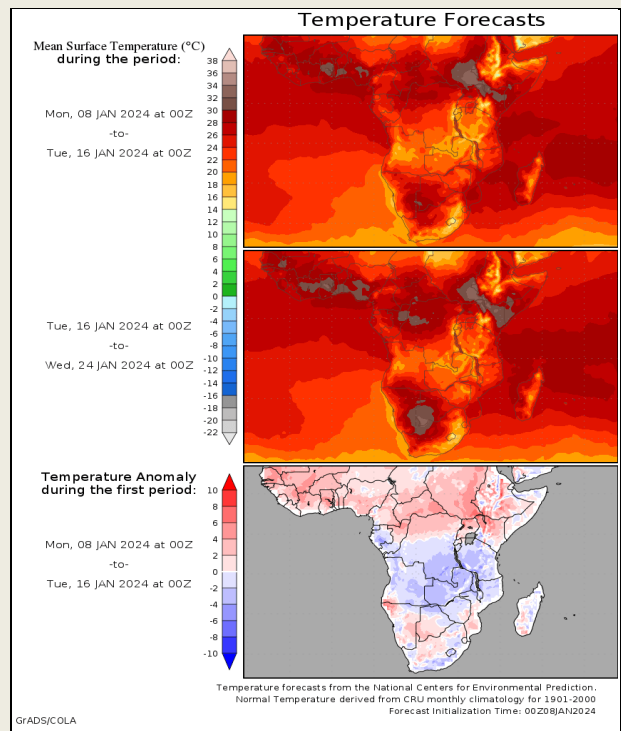 Temperature Forecasts
Mean Surface Temperature (°C)
during the period:
Mon, 08 JAN 2024 at 00Z
-to-
Tue, 16 JAN 2024 at 00Z
38
36
34
32
30
28
26
24
22
20
18
16
14
12
10
8
6
4
2
0
-2
-4
-6
-8
-10
-12
-14
-16
-18
-20
-22
Tue, 16 JAN 2024 at 00Z
-to-
Wed, 24 JAN 2024 at 00Z
Temperature Anomaly
during the first period:
Mon, 08 JAN 2024 at 00Z
-to-
Tue, 16 JAN 2024 at 00Z
10
8
6
4
2
0
-2
-4
-6
-8
-10
Temperature forecasts from the National Centers for Environmental Prediction.
Normal Temperature derived from CRU monthly climatology for 1901-2000
Forecast Initialization Time: 00Z08JAN2024
GrADS/COLA